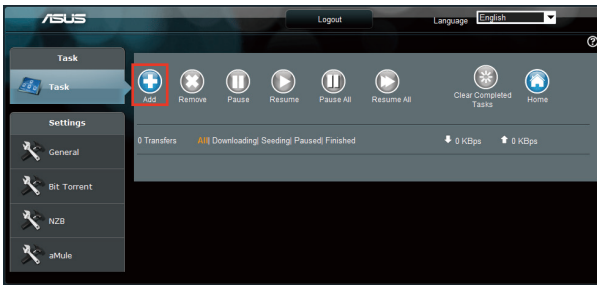 ASUS Logout Language English
?
Task
Task
Add Remove Pause Resume Pause All Resume All Clear Completed Tasks Home
Settings
0 Transfers All| Downloading| Seeding| Paused| Finished 0 KBps 0 KBps
General
Bit Torrent
NZB
aMule